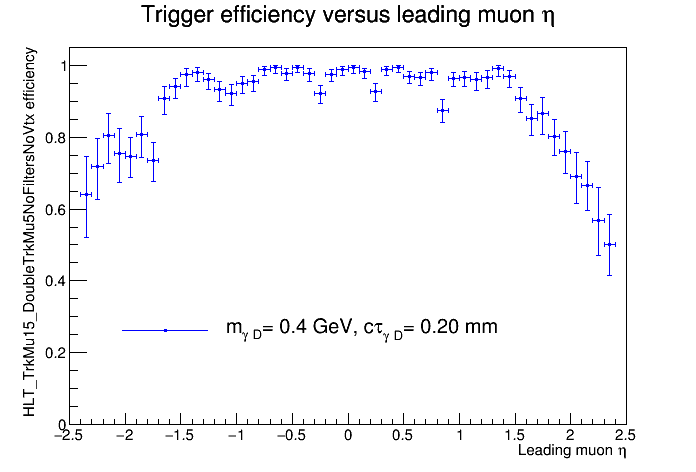 Trigger efficiency versus leading muon η
HLT_TrkMu15_DoubleTrkMu5NoFiltersNoVtx efficiency
1
0.8
0.6
0.4
0.2
0
m_γ D= 0.4 GeV, cτ_γ D= 0.20 mm
−2.5 −2 −1.5 −1 −0.5 0 0.5 1 1.5 2 2.5
Leading muon η